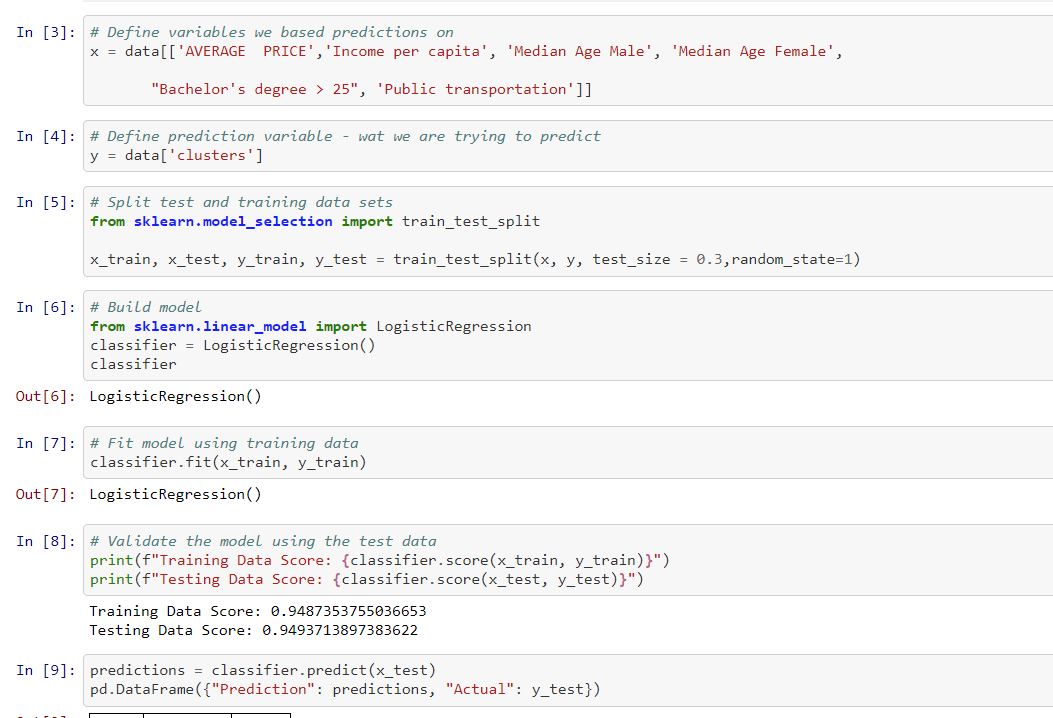 In [3]: # Define variables we based predictions on
x = data[['AVERAGE  PRICE','Income per capita', 'Median Age Male', 'Median Age Female',
"Bachelor's degree > 25", 'Public transportation']]
In [4]: # Define prediction variable - wat we are trying to predict
y = data['clusters']
In [5]: # Split test and training data sets
from sklearn.model_selection import train_test_split
x_train, x_test, y_train, y_test = train_test_split(x, y, test_size = 0.3,random_state=1)
In [6]: # Build model
from sklearn.linear_model import LogisticRegression
classifier = LogisticRegression()
classifier
Out[6]: LogisticRegression()
In [7]: # Fit model using training data
classifier.fit(x_train, y_train)
Out[7]: LogisticRegression()
In [8]: # Validate the model using the test data
print(f"Training Data Score: {classifier.score(x_train, y_train)}")
print(f"Testing Data Score: {classifier.score(x_test, y_test)}")
Training Data Score: 0.9487353755036653
Testing Data Score: 0.9493713897383622
In [9]: predictions = classifier.predict(x_test)
pd.DataFrame({"Prediction": predictions, "Actual": y_test})